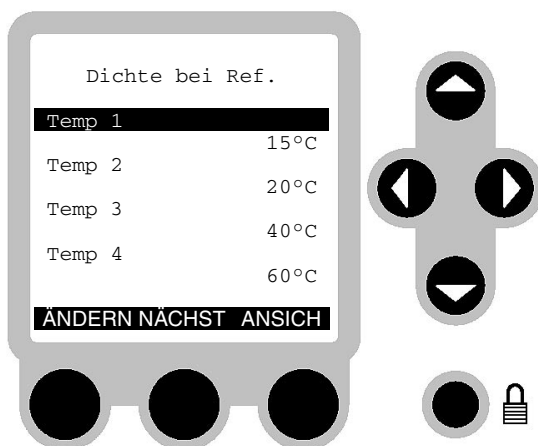 Dichte bei Ref.
Temp 1
15°C
Temp 2
20°C
Temp 3
40°C
Temp 4
60°C
ÄNDERN NÄCHST ANSICH